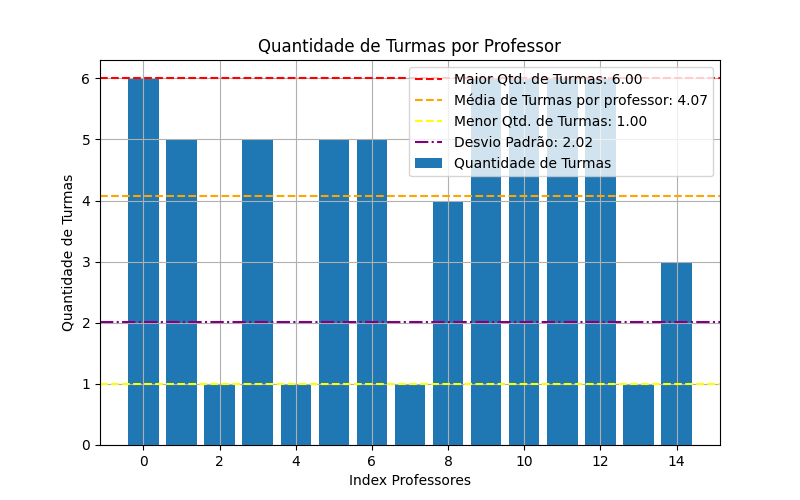 Quantidade de Turmas por Professor
Quantidade de Turmas
6
5
4
3
2
1
0
Maior Qtd. de Turmas: 6.00
Média de Turmas por professor: 4.07
Menor Qtd. de Turmas: 1.00
Desvio Padrão: 2.02
Quantidade de Turmas
0 2 4 6 8 10 12 14
Index Professores